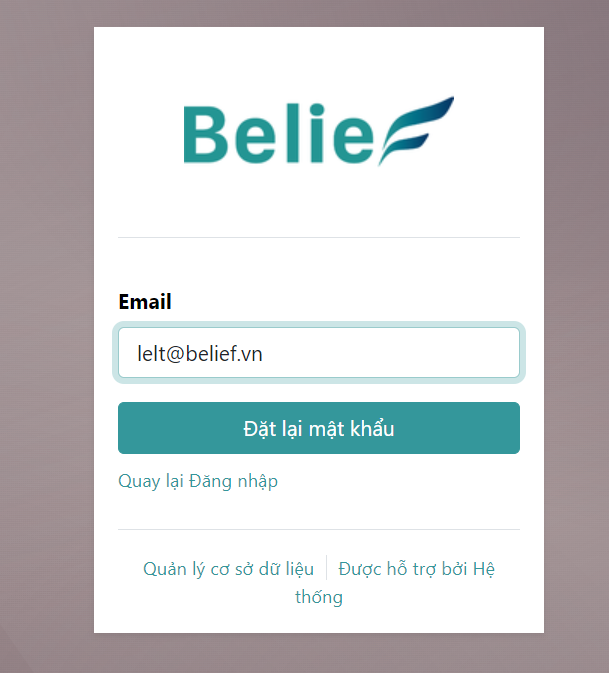 Belief
Email
lelt@belief.vn
Đặt lại mật khẩu
Quay lại Đăng nhập
Quản lý cơ sở dữ liệu Được hỗ trợ bởi Hệ
thống